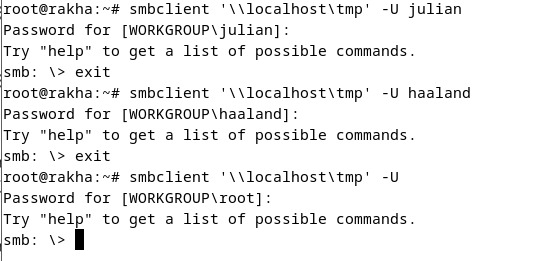 root@rakha:~# smbclient '\\localhost\tmp' -U julian
Password for [WORKGROUP\julian]:
Try "help" to get a list of possible commands.
smb: \> exit
root@rakha:~# smbclient '\\localhost\tmp' -U haaland
Password for [WORKGROUP\haaland]:
Try "help" to get a list of possible commands.
smb: \> exit
root@rakha:~# smbclient '\\localhost\tmp' -U
Password for [WORKGROUP\root]:
Try "help" to get a list of possible commands.
smb: \>